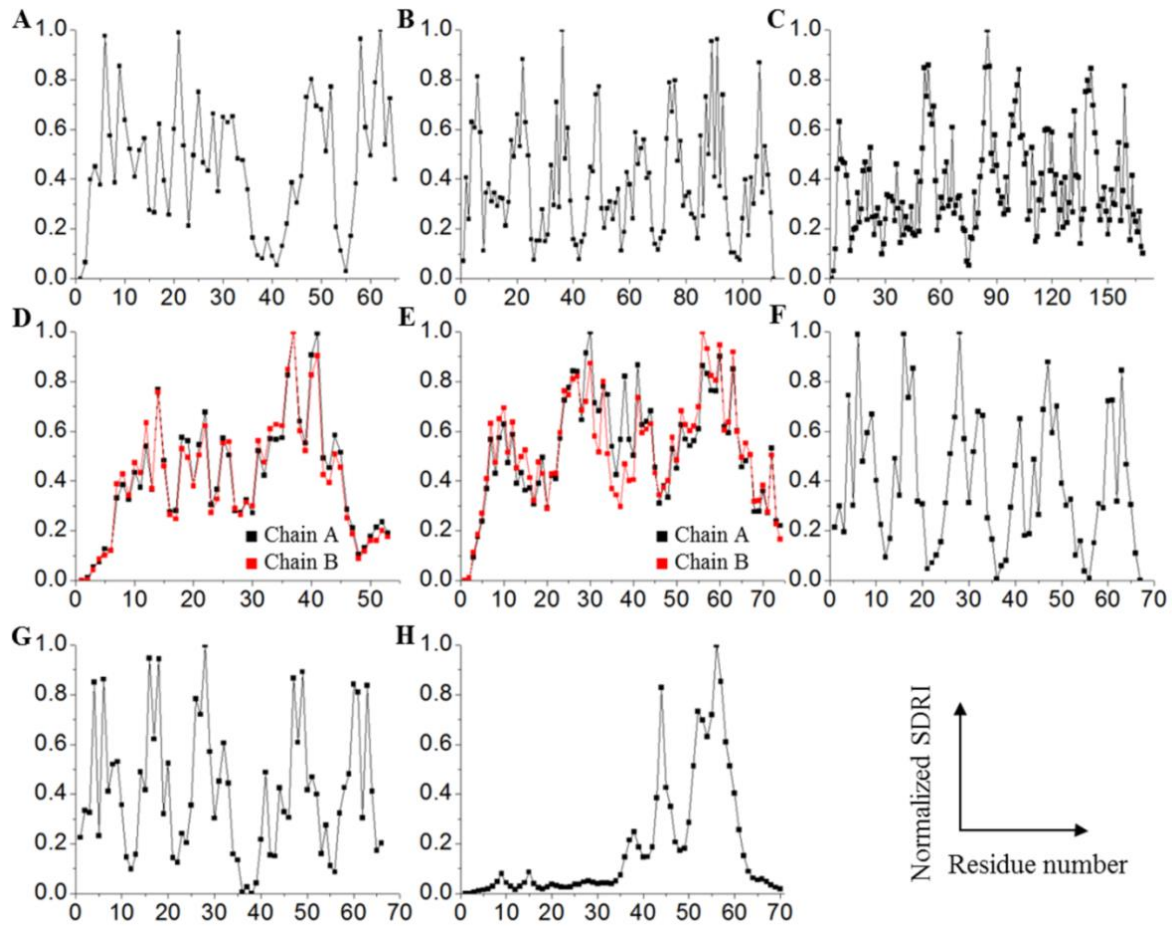 A B C
1.0 1.0 1.0
0.8 0.8 0.8
0.6 0.6 0.6
0.4 0.4 0.4
0.2 0.2 0.2
0.0 0.0 0.0
0 10 20 30 40 50 60 0 20 40 60 80 100 0 30 60 90 120 150
D E F
1.0 1.0 1.0
0.8 0.8 0.8
0.6 0.6 0.6
0.4 0.4 0.4
0.2 0.2 0.2
0.0 0.0 0.0
Chain A Chain A
Chain B Chain B
0 10 20 30 40 50 0 10 20 30 40 50 60 70 0 10 20 30 40 50 60 70
G H
1.0 1.0
0.8 0.8
0.6 0.6
0.4 0.4
0.2 0.2
0.0 0.0
0 10 20 30 40 50 60 70 0 10 20 30 40 50 60 70
Normalized SDRI
Residue number